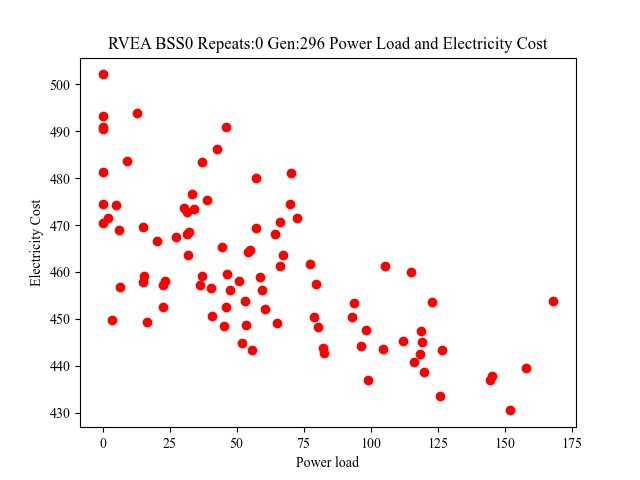 RVEA BSS0 Repeats:0 Gen:296 Power Load and Electricity Cost
500
490
480
470
460
450
440
430
Electricity Cost
0 25 50 75 100 125 150 175
Power load